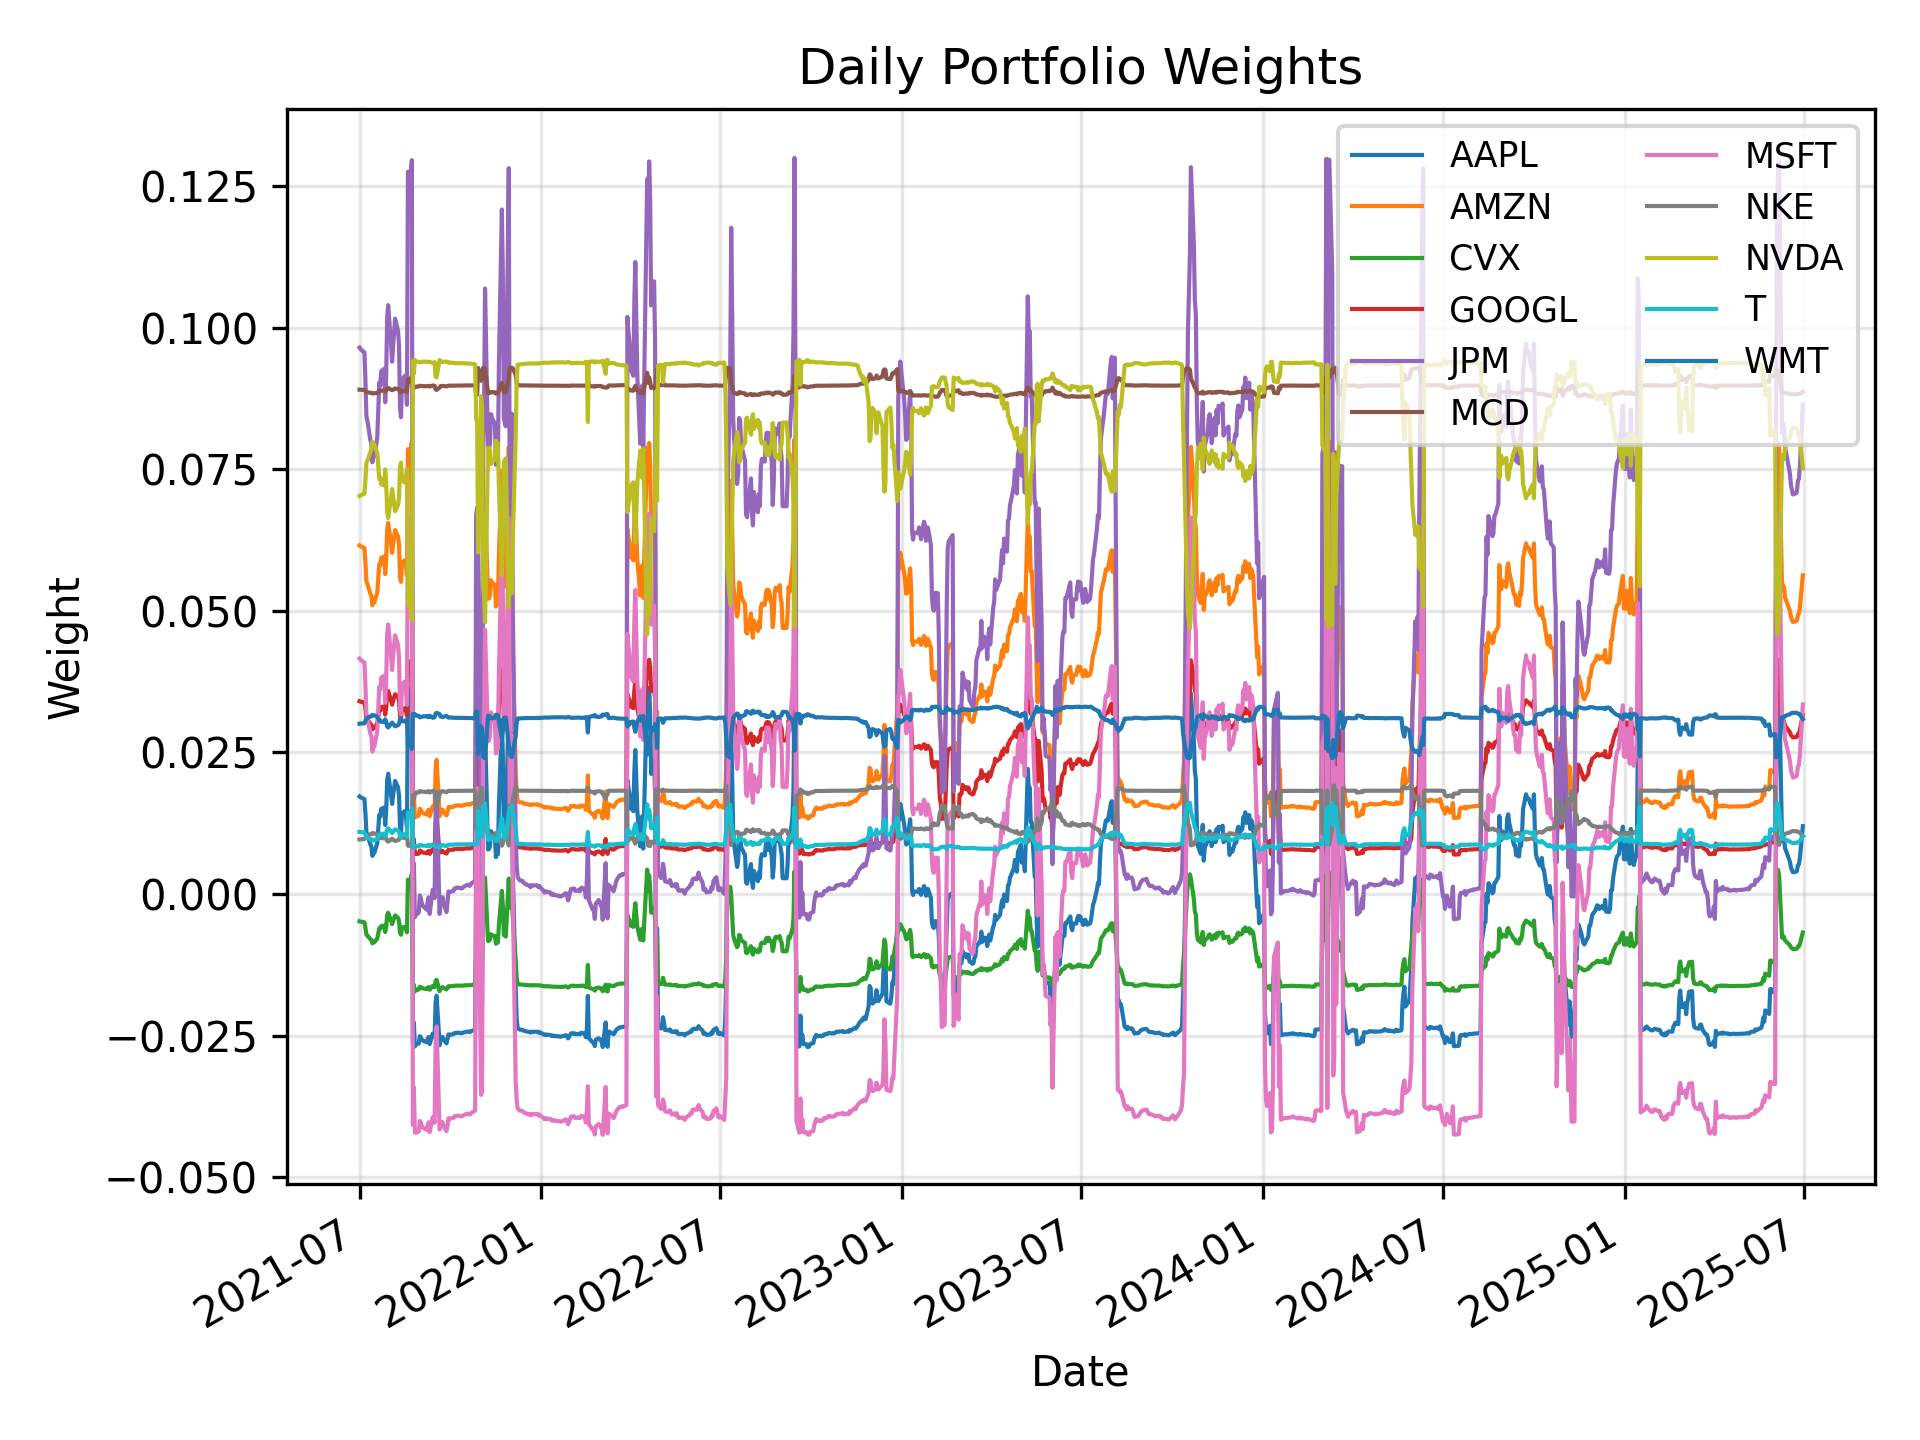 Daily Portfolio Weights
AAPL
AMZN
CVX
GOOGL
JPM
MCD
MSFT
NKE
NVDA
T
WMT
0.125
0.100
0.075
0.050
0.025
0.000
−0.025
−0.050
Weight
2021-07
2022-01
2022-07
2023-01
2023-07
2024-01
2024-07
2025-01
2025-07
Date